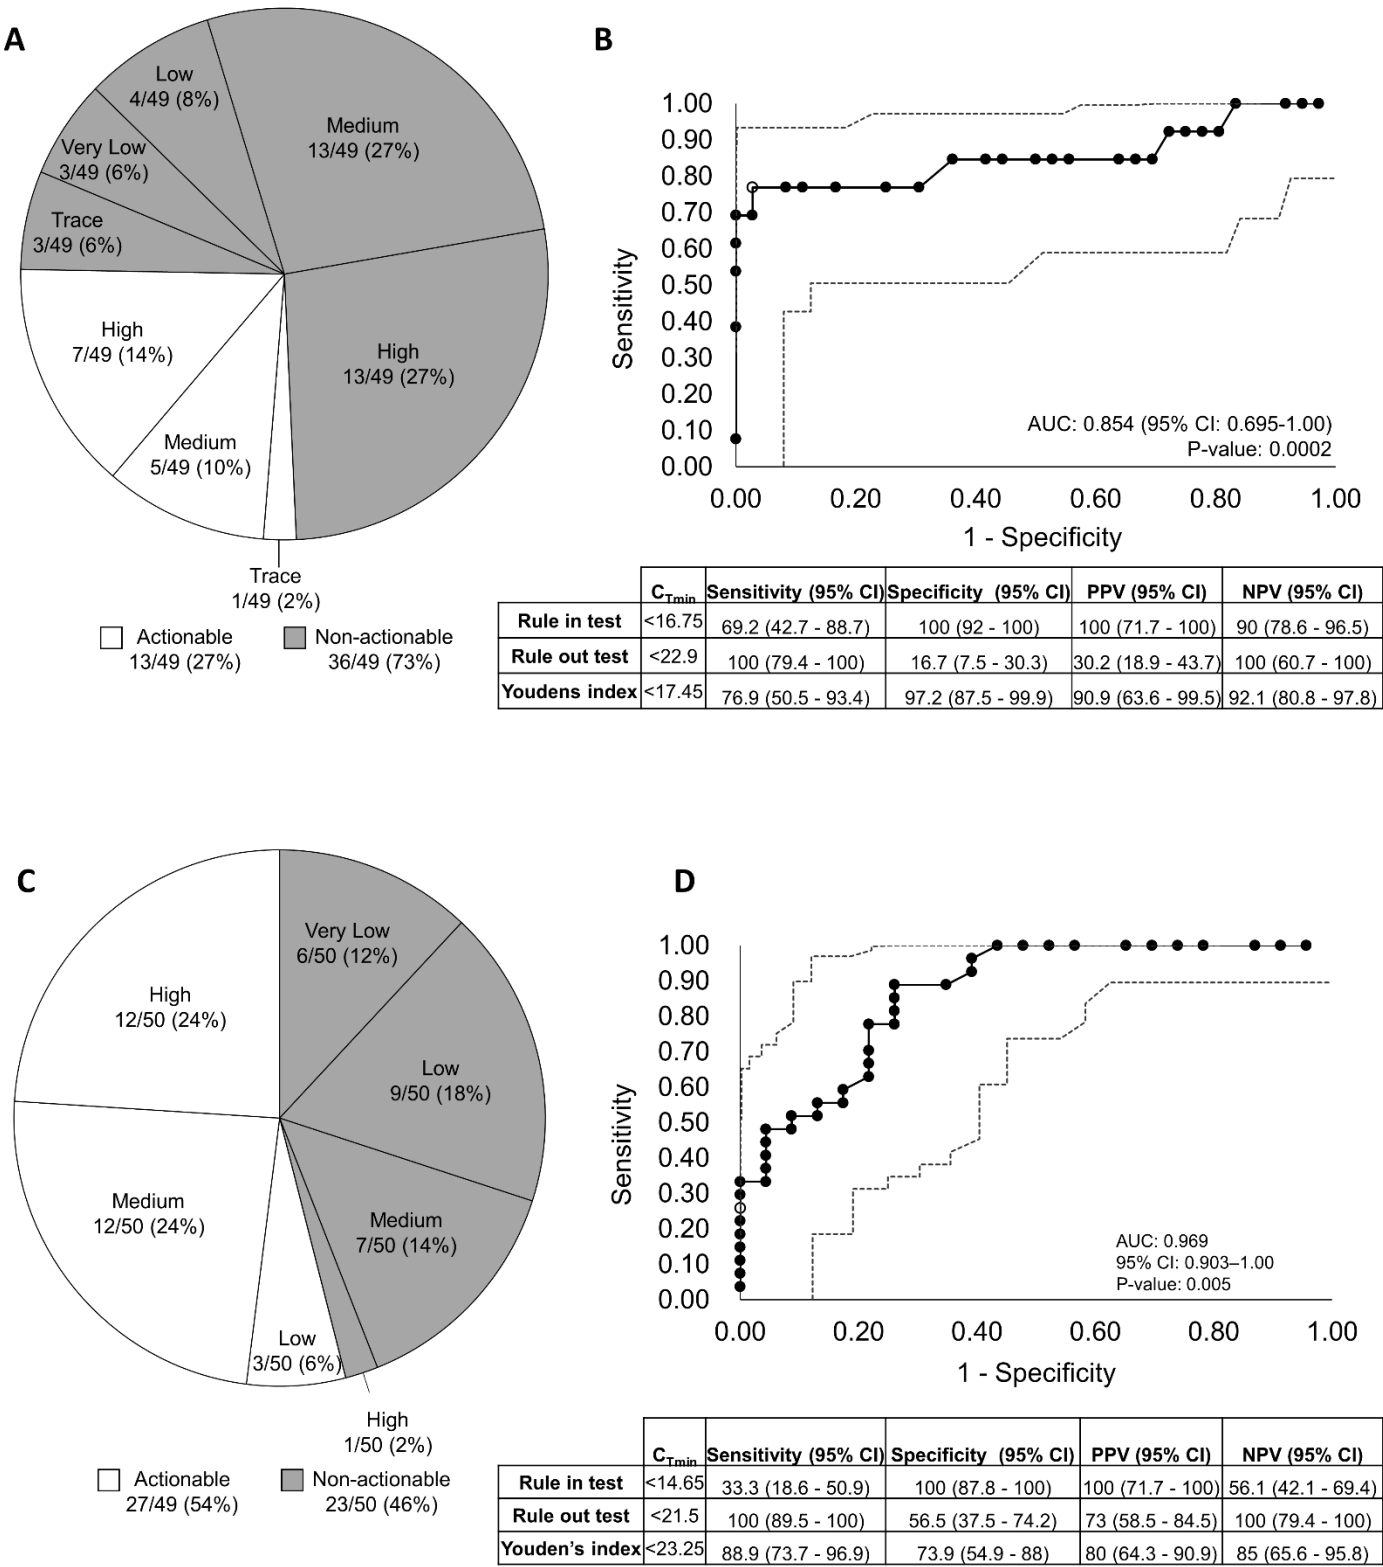 A
Low
4/49 (8%)
Medium
13/49 (27%)
Very Low
3/49 (6%)
Trace
3/49 (6%)
High
7/49 (14%)
High
13/49 (27%)
Medium
5/49 (10%)
Trace
1/49 (2%)
Actionable
13/49 (27%)
Non-actionable
36/49 (73%)
B
1.00
0.90
0.80
0.70
0.60
0.50
0.40
0.30
0.20
0.10
0.00
Sensitivity
AUC: 0.854 (95% CI: 0.695-1.00)
P-value: 0.0002
0.00 0.20 0.40 0.60 0.80 1.00
1 - Specificity
CTmin Sensitivity (95% CI) Specificity (95% CI) PPV (95% CI) NPV (95% CI)
Rule in test <16.75 69.2 (42.7 - 88.7) 100 (92 - 100) 100 (71.7 - 100) 90 (78.6 - 96.5)
Rule out test <22.9 100 (79.4 - 100) 16.7 (7.5 - 30.3) 30.2 (18.9 - 43.7) 100 (60.7 - 100)
Youdens index <17.45 76.9 (50.5 - 93.4) 97.2 (87.5 - 99.9) 90.9 (63.6 - 99.5) 92.1 (80.8 - 97.8)
C
Very Low
6/50 (12%)
High
12/50 (24%)
Low
9/50 (18%)
Medium
12/50 (24%)
Medium
7/50 (14%)
Low
3/50 (6%)
High
1/50 (2%)
Actionable
27/49 (54%)
Non-actionable
23/50 (46%)
D
1.00
0.90
0.80
0.70
0.60
0.50
0.40
0.30
0.20
0.10
0.00
Sensitivity
AUC: 0.969
95% CI: 0.903–1.00
P-value: 0.005
0.00 0.20 0.40 0.60 0.80 1.00
1 - Specificity
CTmin Sensitivity (95% CI) Specificity (95% CI) PPV (95% CI) NPV (95% CI)
Rule in test <14.65 33.3 (18.6 - 50.9) 100 (87.8 - 100) 100 (71.7 - 100) 56.1 (42.1 - 69.4)
Rule out test <21.5 100 (89.5 - 100) 56.5 (37.5 - 74.2) 73 (58.5 - 84.5) 100 (79.4 - 100)
Youden’s index <23.25 88.9 (73.7 - 96.9) 73.9 (54.9 - 88) 80 (64.3 - 90.9) 85 (65.6 - 95.8)